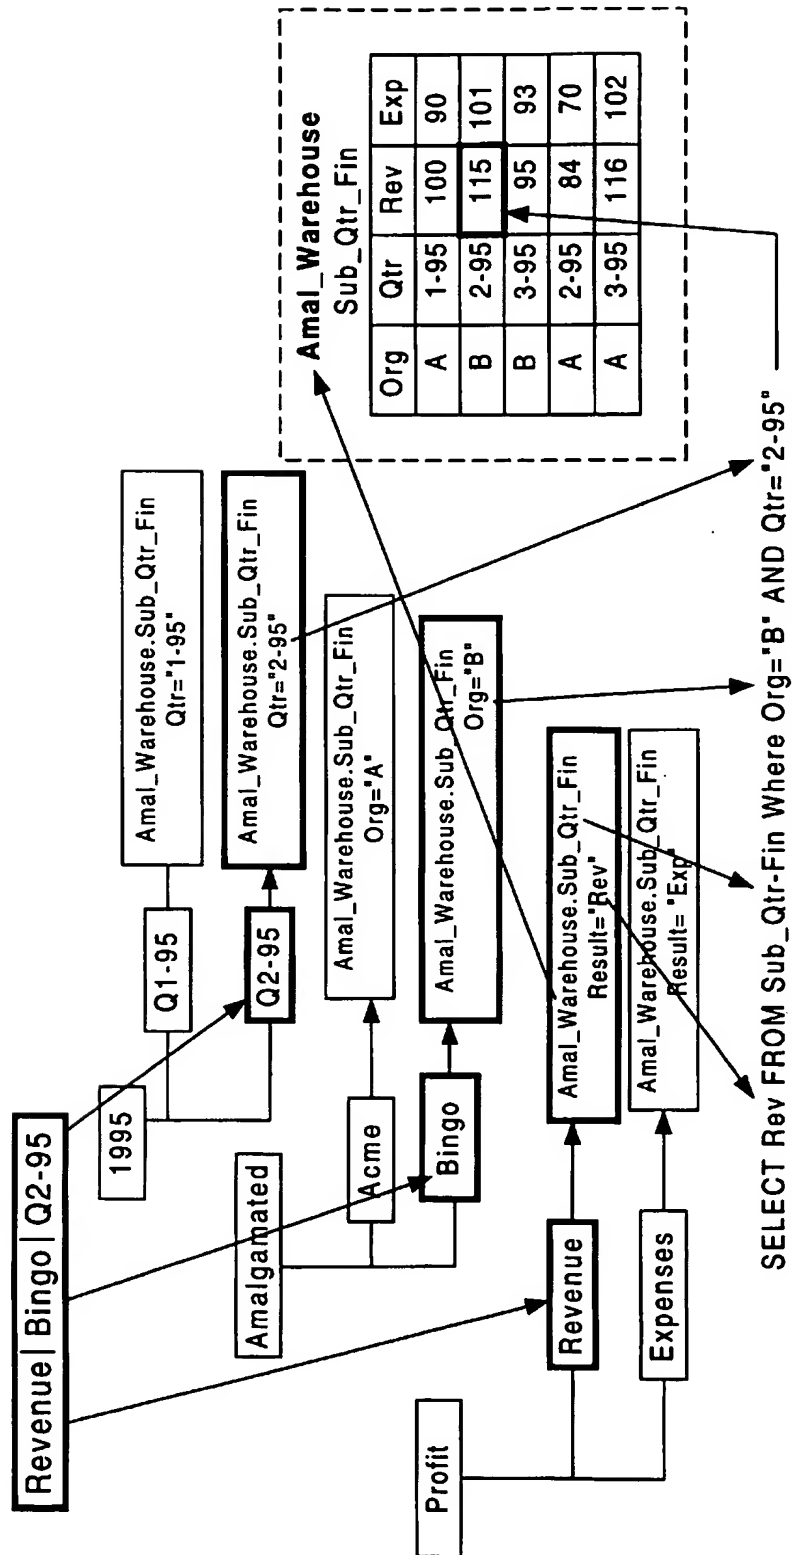 Revenue | Bingo | Q2-95
1995
Q1-95
Amal_Warehouse.Sub_Qtr_Fin
Qtr="1-95"
Q2-95
Amal_Warehouse.Sub_Qtr_Fin
Qtr="2-95"
Amalgamated
Acme
Amal_Warehouse.Sub_Qtr_Fin
Org="A"
Bingo
Amal_Warehouse.Sub_Qtr_Fin
Org="B"
Profit
Revenue
Amal_Warehouse.Sub_Qtr_Fin
Result="Rev"
Expenses
Amal_Warehouse.Sub_Qtr_Fin
Result= "Exp"
Amal_Warehouse
Sub_Qtr_Fin
Org Qtr Rev Exp
A 1-95 100 90
B 2-95 115 101
B 3-95 95 93
A 2-95 84 70
A 3-95 116 102
SELECT Rev FROM Sub_Qtr-Fin Where Org="B" AND Qtr="2-95"